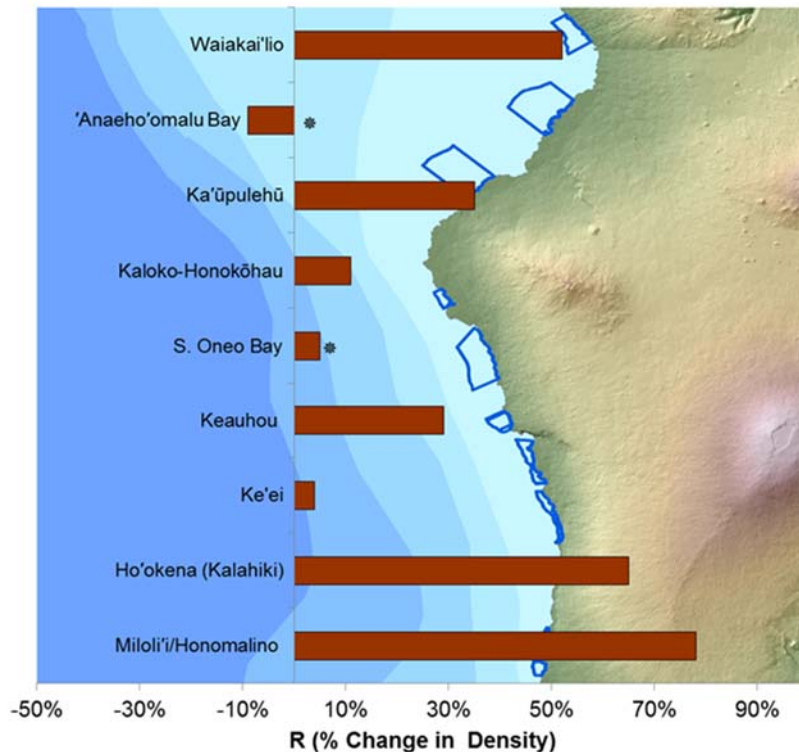 Waiakai'lio
'Anaeho'omalu Bay
Ka'ūpulehū
Kaloko-Honokōhau
S. Oneo Bay
Keauhou
Ke'ei
Ho'okena (Kalahiki)
Miloli'i/Honomalino
-50% -30% -10% 10% 30% 50% 70% 90%
R (% Change in Density)